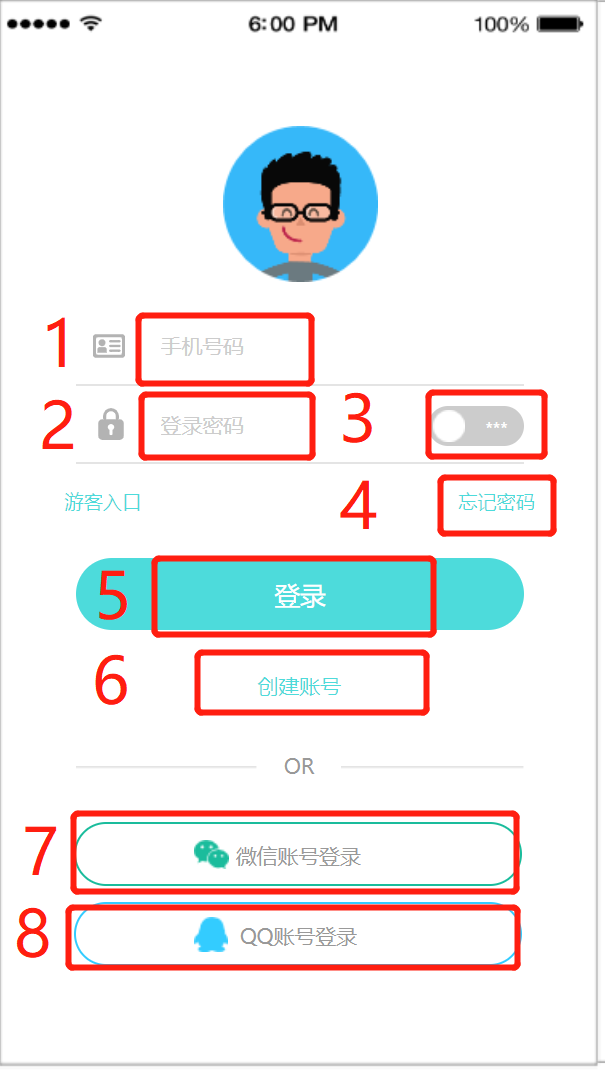 6:00 PM 100%
1 手机号码
2 登录密码 3 ***
游客入口 4 忘记密码
5 登录
6 创建账号
OR
7 微信账号登录
8 QQ账号登录